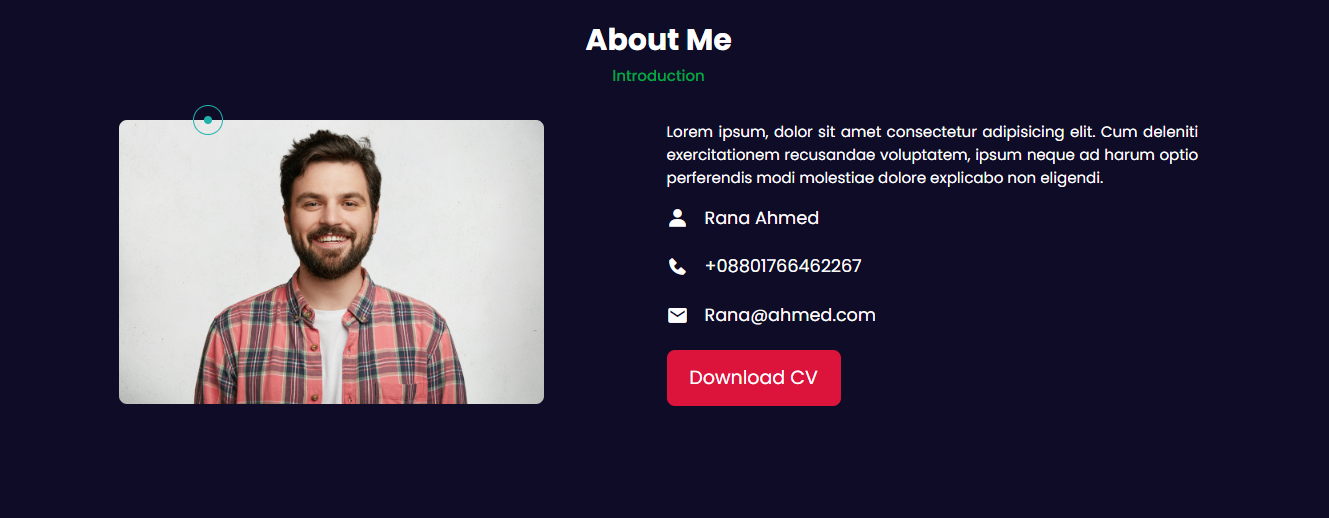 About Me
Introduction
Lorem ipsum, dolor sit amet consectetur adipisicing elit. Cum deleniti
exercitationem recusandae voluptatem, ipsum neque ad harum optio
perferendis modi molestiae dolore explicabo non eligendi.
Rana Ahmed
+08801766462267
Rana@ahmed.com
Download CV